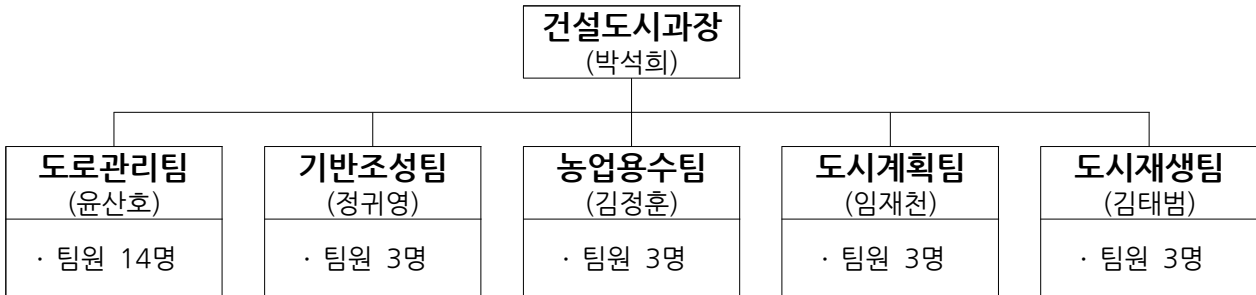 건설도시과장
(박석희)
도로관리팀
(윤산호)
· 팀원 14명
기반조성팀
(정귀영)
· 팀원 3명
농업용수팀
(김정훈)
· 팀원 3명
도시계획팀
(임재천)
· 팀원 3명
도시재생팀
(김태범)
· 팀원 3명